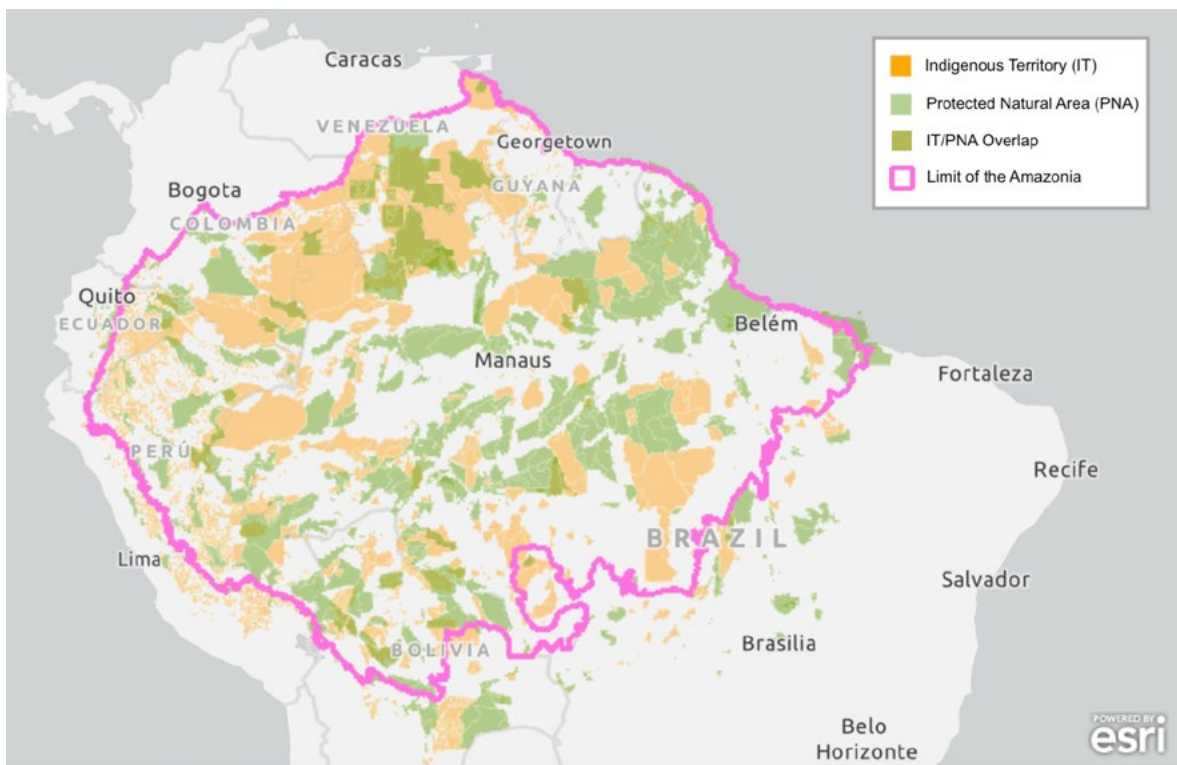 Caracas
Indigenous Territory (IT)
Protected Natural Area (PNA)
IT/PNA Overlap
Limit of the Amazonia
VENEZUELA
Georgetown
Bogota
GUYANA
COLOMBIA
Quito
ECUADOR
Belém
Manaus
Fortaleza
PERÚ
Recife
BRAZIL
Lima
Salvador
Brasilia
BOLIVIA
Belo
Horizonte
POWERED BY
esri